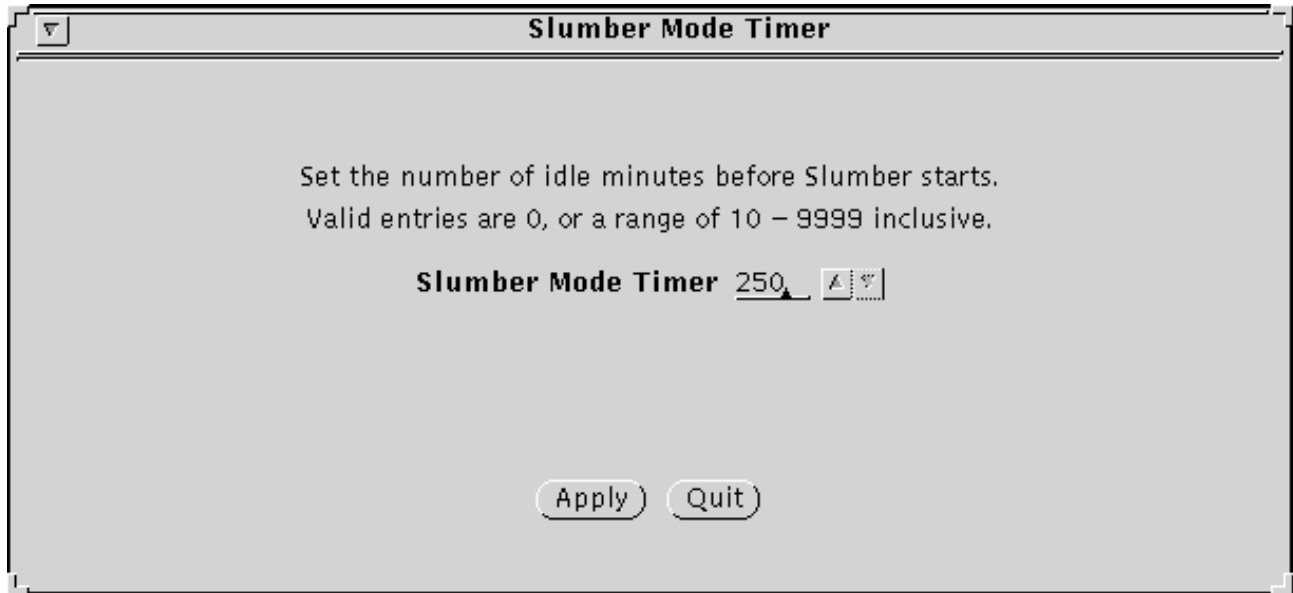 Slumber Mode Timer
Set the number of idle minutes before Slumber starts.
Valid entries are 0, or a range of 10 – 9999 inclusive.
Slumber Mode Timer 250
Apply Quit